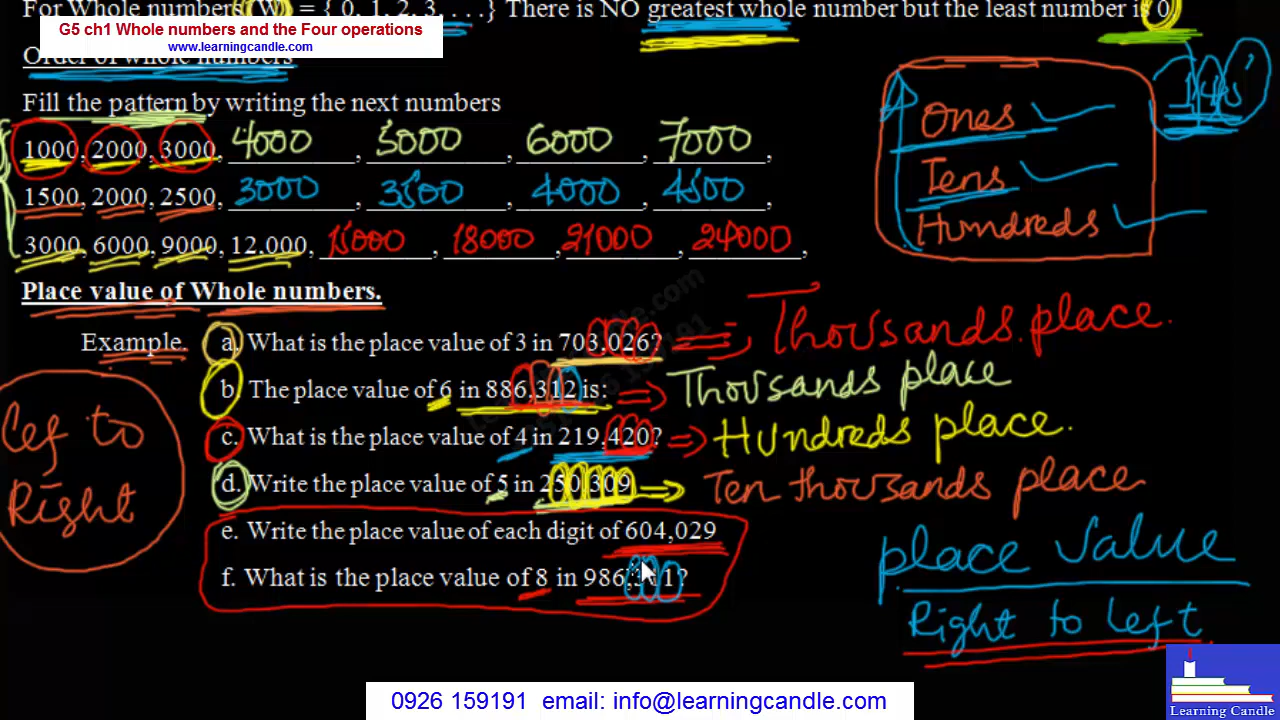 For Whole numbers (W) = { 0, 1, 2, 3, . . .} There is NO greatest whole number but the least number is 0
G5 ch1 Whole numbers and the Four operations
www.learningcandle.com
Order of whole numbers
Fill the pattern by writing the next numbers
1000, 2000, 3000, 4000, 5000, 6000, 7000,
1500, 2000, 2500, 3000, 3500, 4000, 4500,
3000, 6000, 9000, 12,000, 15000, 18000, 21000, 24000,
145
Ones
Tens
Hundreds
Place value of Whole numbers.
Example.
a. What is the place value of 3 in 703,026? => Thousands place.
b. The place value of 6 in 886,312 is: => Thousands place
c. What is the place value of 4 in 219,420? => Hundreds place.
d. Write the place value of 5 in 250,309 => Ten thousands place
e. Write the place value of each digit of 604,029
f. What is the place value of 8 in 986,3 1?
Lef to
Right
place value
Right to left
0926 159191 email: info@learningcandle.com
Learning Candle